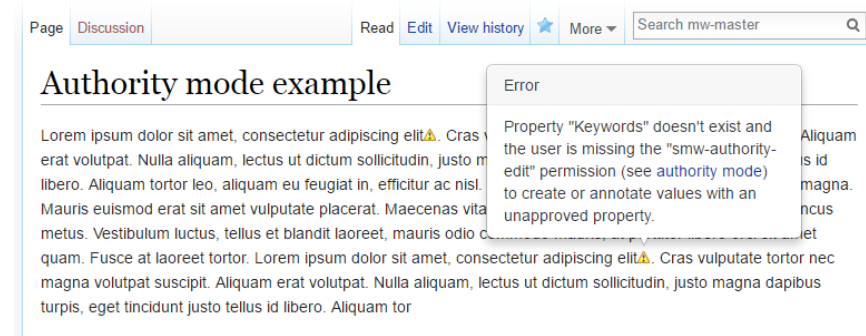 Page Discussion Read Edit View history More Search mw-master
Authority mode example
Error
Property "Keywords" doesn't exist and
the user is missing the "smw-authority-
edit" permission (see authority mode)
to create or annotate values with an
unapproved property.
Lorem ipsum dolor sit amet, consectetur adipiscing elit. Cras Aliquam
erat volutpat. Nulla aliquam, lectus ut dictum sollicitudin, justo is id
libero. Aliquam tortor leo, aliquam eu feugiat in, efficitur ac nisl. magna.
Mauris euismod erat sit amet vulputate placerat. Maecenas
metus. Vestibulum luctus, tellus et blandit laoreet, mauris odio
quam. Fusce at laoreet tortor. Lorem ipsum dolor sit amet, consectetur adipiscing elit. Cras vulputate tortor nec
magna volutpat suscipit. Aliquam erat volutpat. Nulla aliquam, lectus ut dictum sollicitudin, justo magna dapibus
turpis, eget tincidunt justo tellus id libero. Aliquam tor